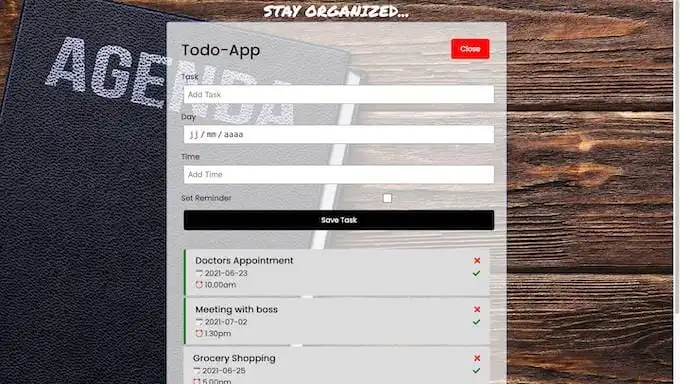 STAY ORGANIZED...
AGENDA
Todo-App
Close
Task
Add Task
Day
jj/mm/aaaa
Time
Add Time
Set Reminder
Save Task
Doctors Appointment
2021-06-23
10.00am
Meeting with boss
2021-07-02
1:30pm
Grocery Shopping
2021-06-25
5.00pm